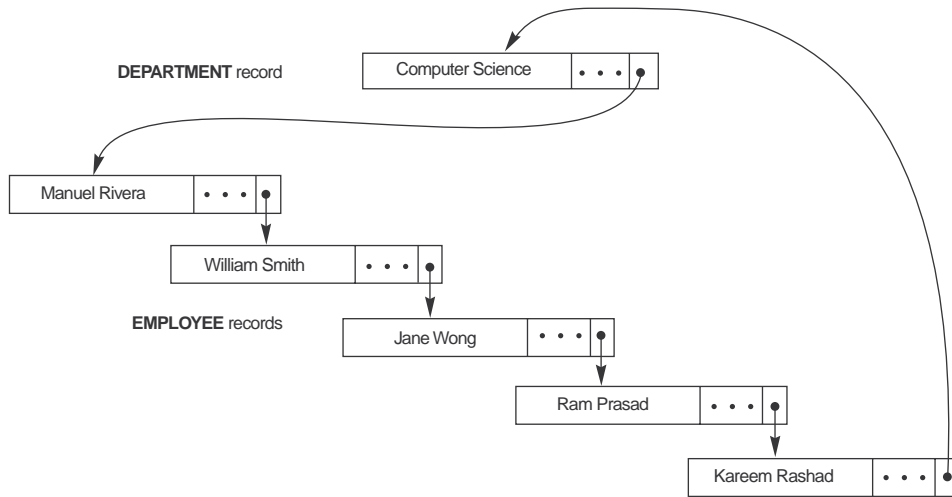 Computer Science
DEPARTMENT record
Manuel Rivera
William Smith
EMPLOYEE records
Jane Wong
Ram Prasad
Kareem Rashad